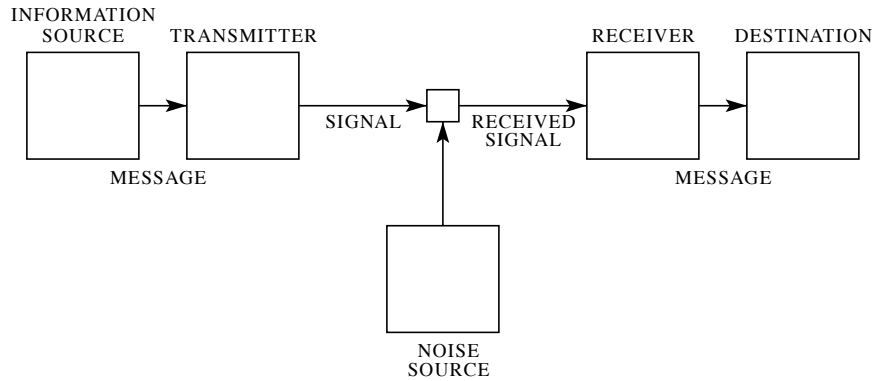 INFORMATION
SOURCE
TRANSMITTER
RECEIVER
DESTINATION
SIGNAL
RECEIVED
SIGNAL
MESSAGE
MESSAGE
NOISE
SOURCE